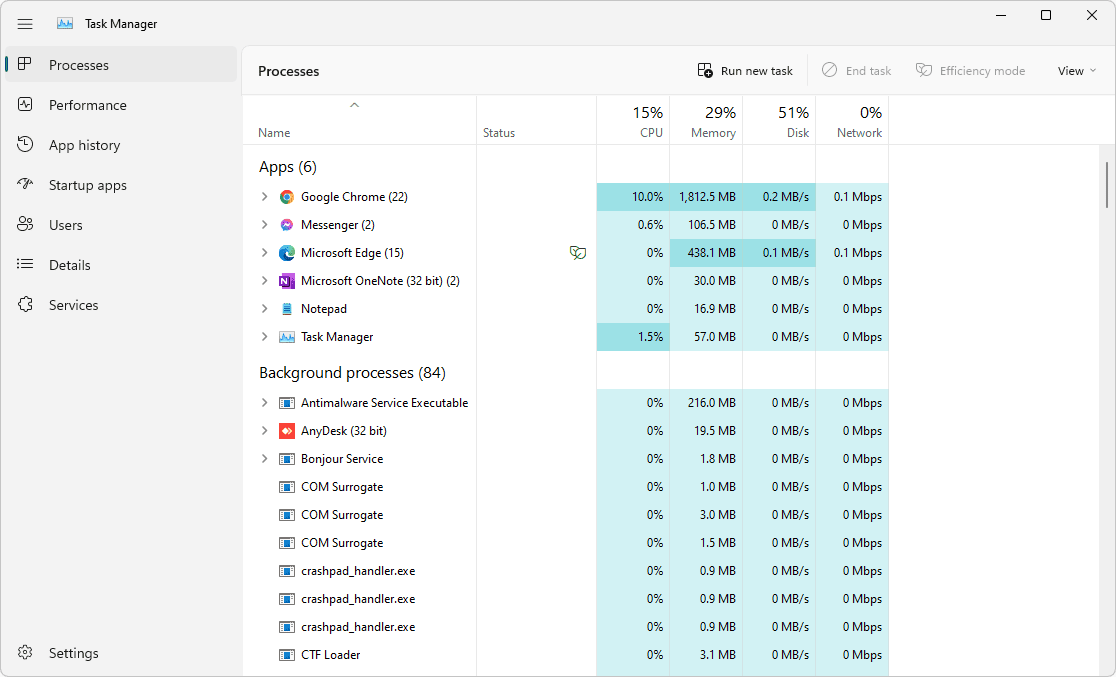 Task Manager
Processes
Performance
App history
Startup apps
Users
Details
Services
Settings
Processes
Run new task
End task
Efficiency mode
View
Name Status 15% CPU 29% Memory 51% Disk 0% Network
Apps (6)
Google Chrome (22) 10.0% 1,812.5 MB 0.2 MB/s 0.1 Mbps
Messenger (2) 0.6% 106.5 MB 0 MB/s 0 Mbps
Microsoft Edge (15) 0% 438.1 MB 0.1 MB/s 0.1 Mbps
Microsoft OneNote (32 bit) (2) 0% 30.0 MB 0 MB/s 0 Mbps
Notepad 0% 16.9 MB 0 MB/s 0 Mbps
Task Manager 1.5% 57.0 MB 0 MB/s 0 Mbps
Background processes (84)
Antimalware Service Executable 0% 216.0 MB 0 MB/s 0 Mbps
AnyDesk (32 bit) 0% 19.5 MB 0 MB/s 0 Mbps
Bonjour Service 0% 1.8 MB 0 MB/s 0 Mbps
COM Surrogate 0% 1.0 MB 0 MB/s 0 Mbps
COM Surrogate 0% 3.0 MB 0 MB/s 0 Mbps
COM Surrogate 0% 1.5 MB 0 MB/s 0 Mbps
crashpad_handler.exe 0% 0.9 MB 0 MB/s 0 Mbps
crashpad_handler.exe 0% 0.9 MB 0 MB/s 0 Mbps
crashpad_handler.exe 0% 0.9 MB 0 MB/s 0 Mbps
CTF Loader 0% 3.1 MB 0 MB/s 0 Mbps